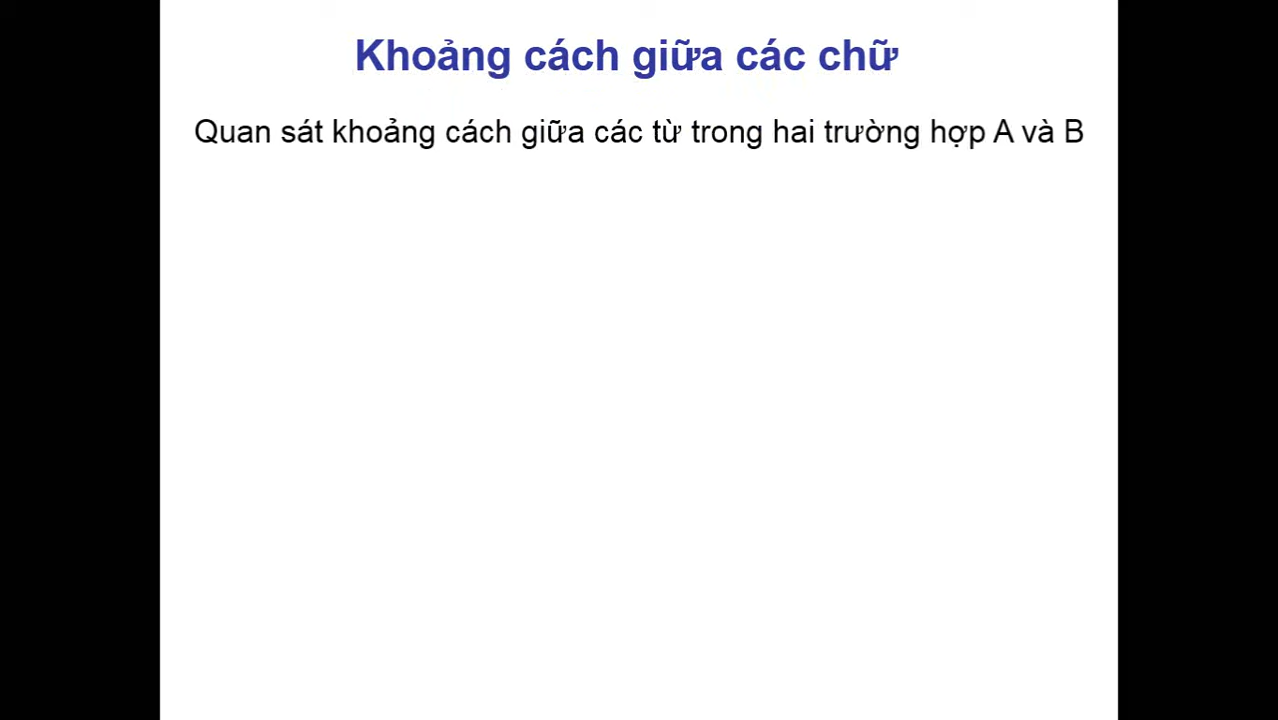 Khoảng cách giữa các chữ
Quan sát khoảng cách giữa các từ trong hai trường hợp A và B